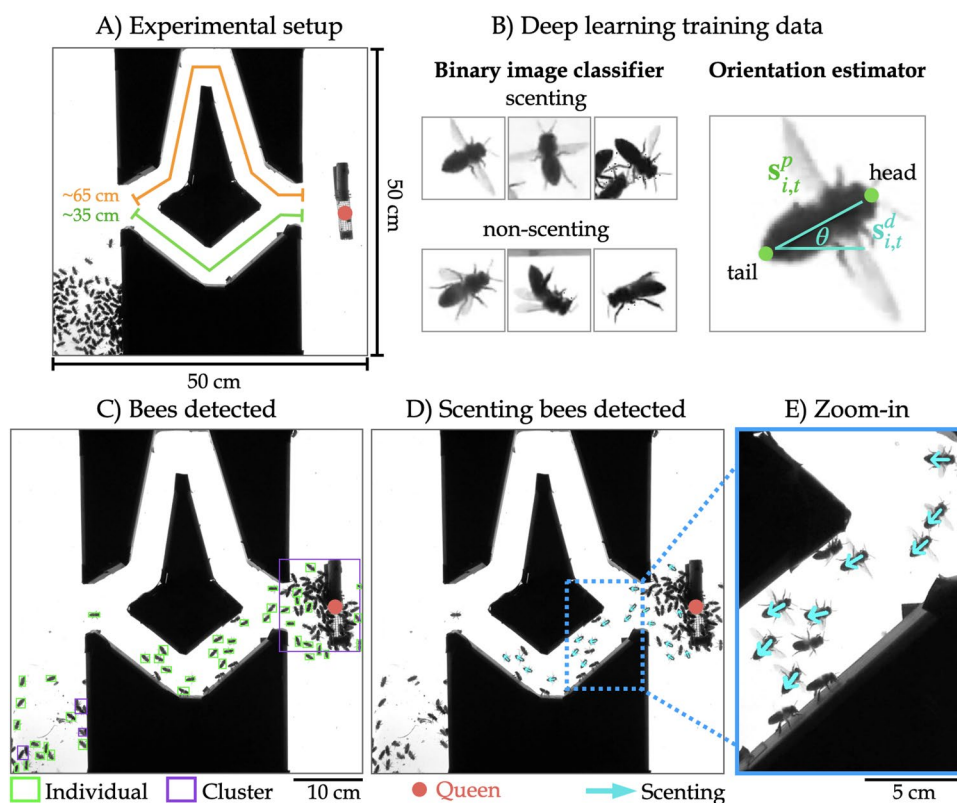 A) Experimental setup
~65 cm
~35 cm
50 cm
50 cm
B) Deep learning training data
Binary image classifier
scenting
non-scenting
Orientation estimator
s^p_{i,t}
head
θ
s^d_{i,t}
tail
C) Bees detected
D) Scenting bees detected
E) Zoom-in
Individual
Cluster
10 cm
Queen
Scenting
5 cm